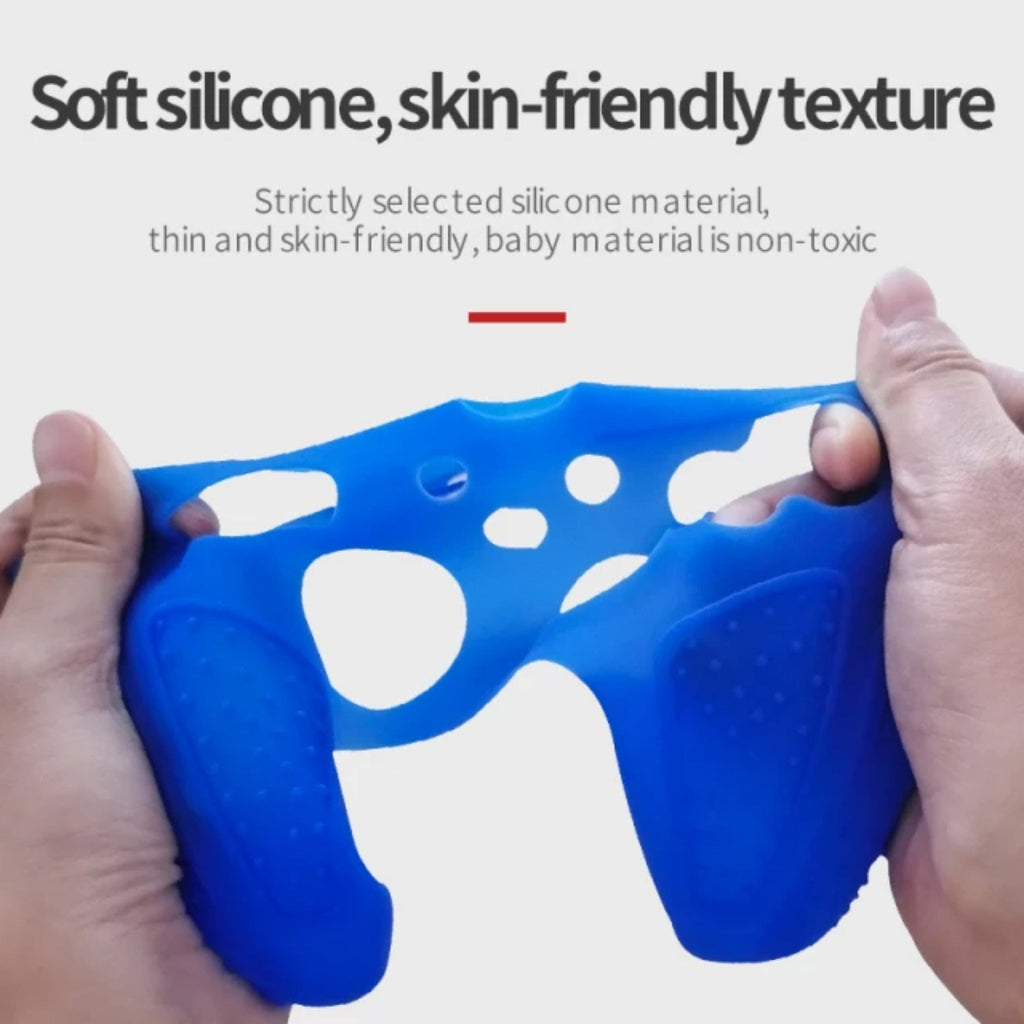 Soft silicone, skin-friendly texture
Strictly selected silicone material,
thin and skin-friendly, baby material is non-toxic